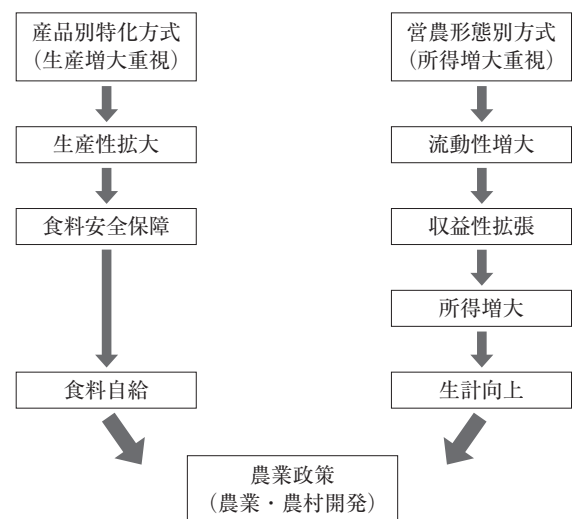 産品別特化方式
（生産増大重視）
生産性拡大
食料安全保障
食料自給
営農形態別方式
（所得増大重視）
流動性増大
収益性拡張
所得増大
生計向上
農業政策
（農業・農村開発）